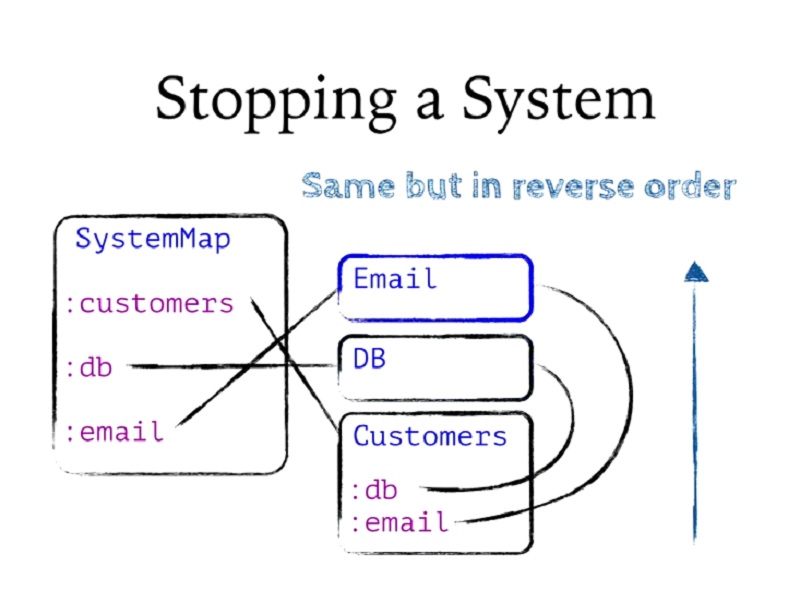 Stopping a System
Same but in reverse order
SystemMap
:customers
:db
:email
Email
DB
Customers
:db
:email